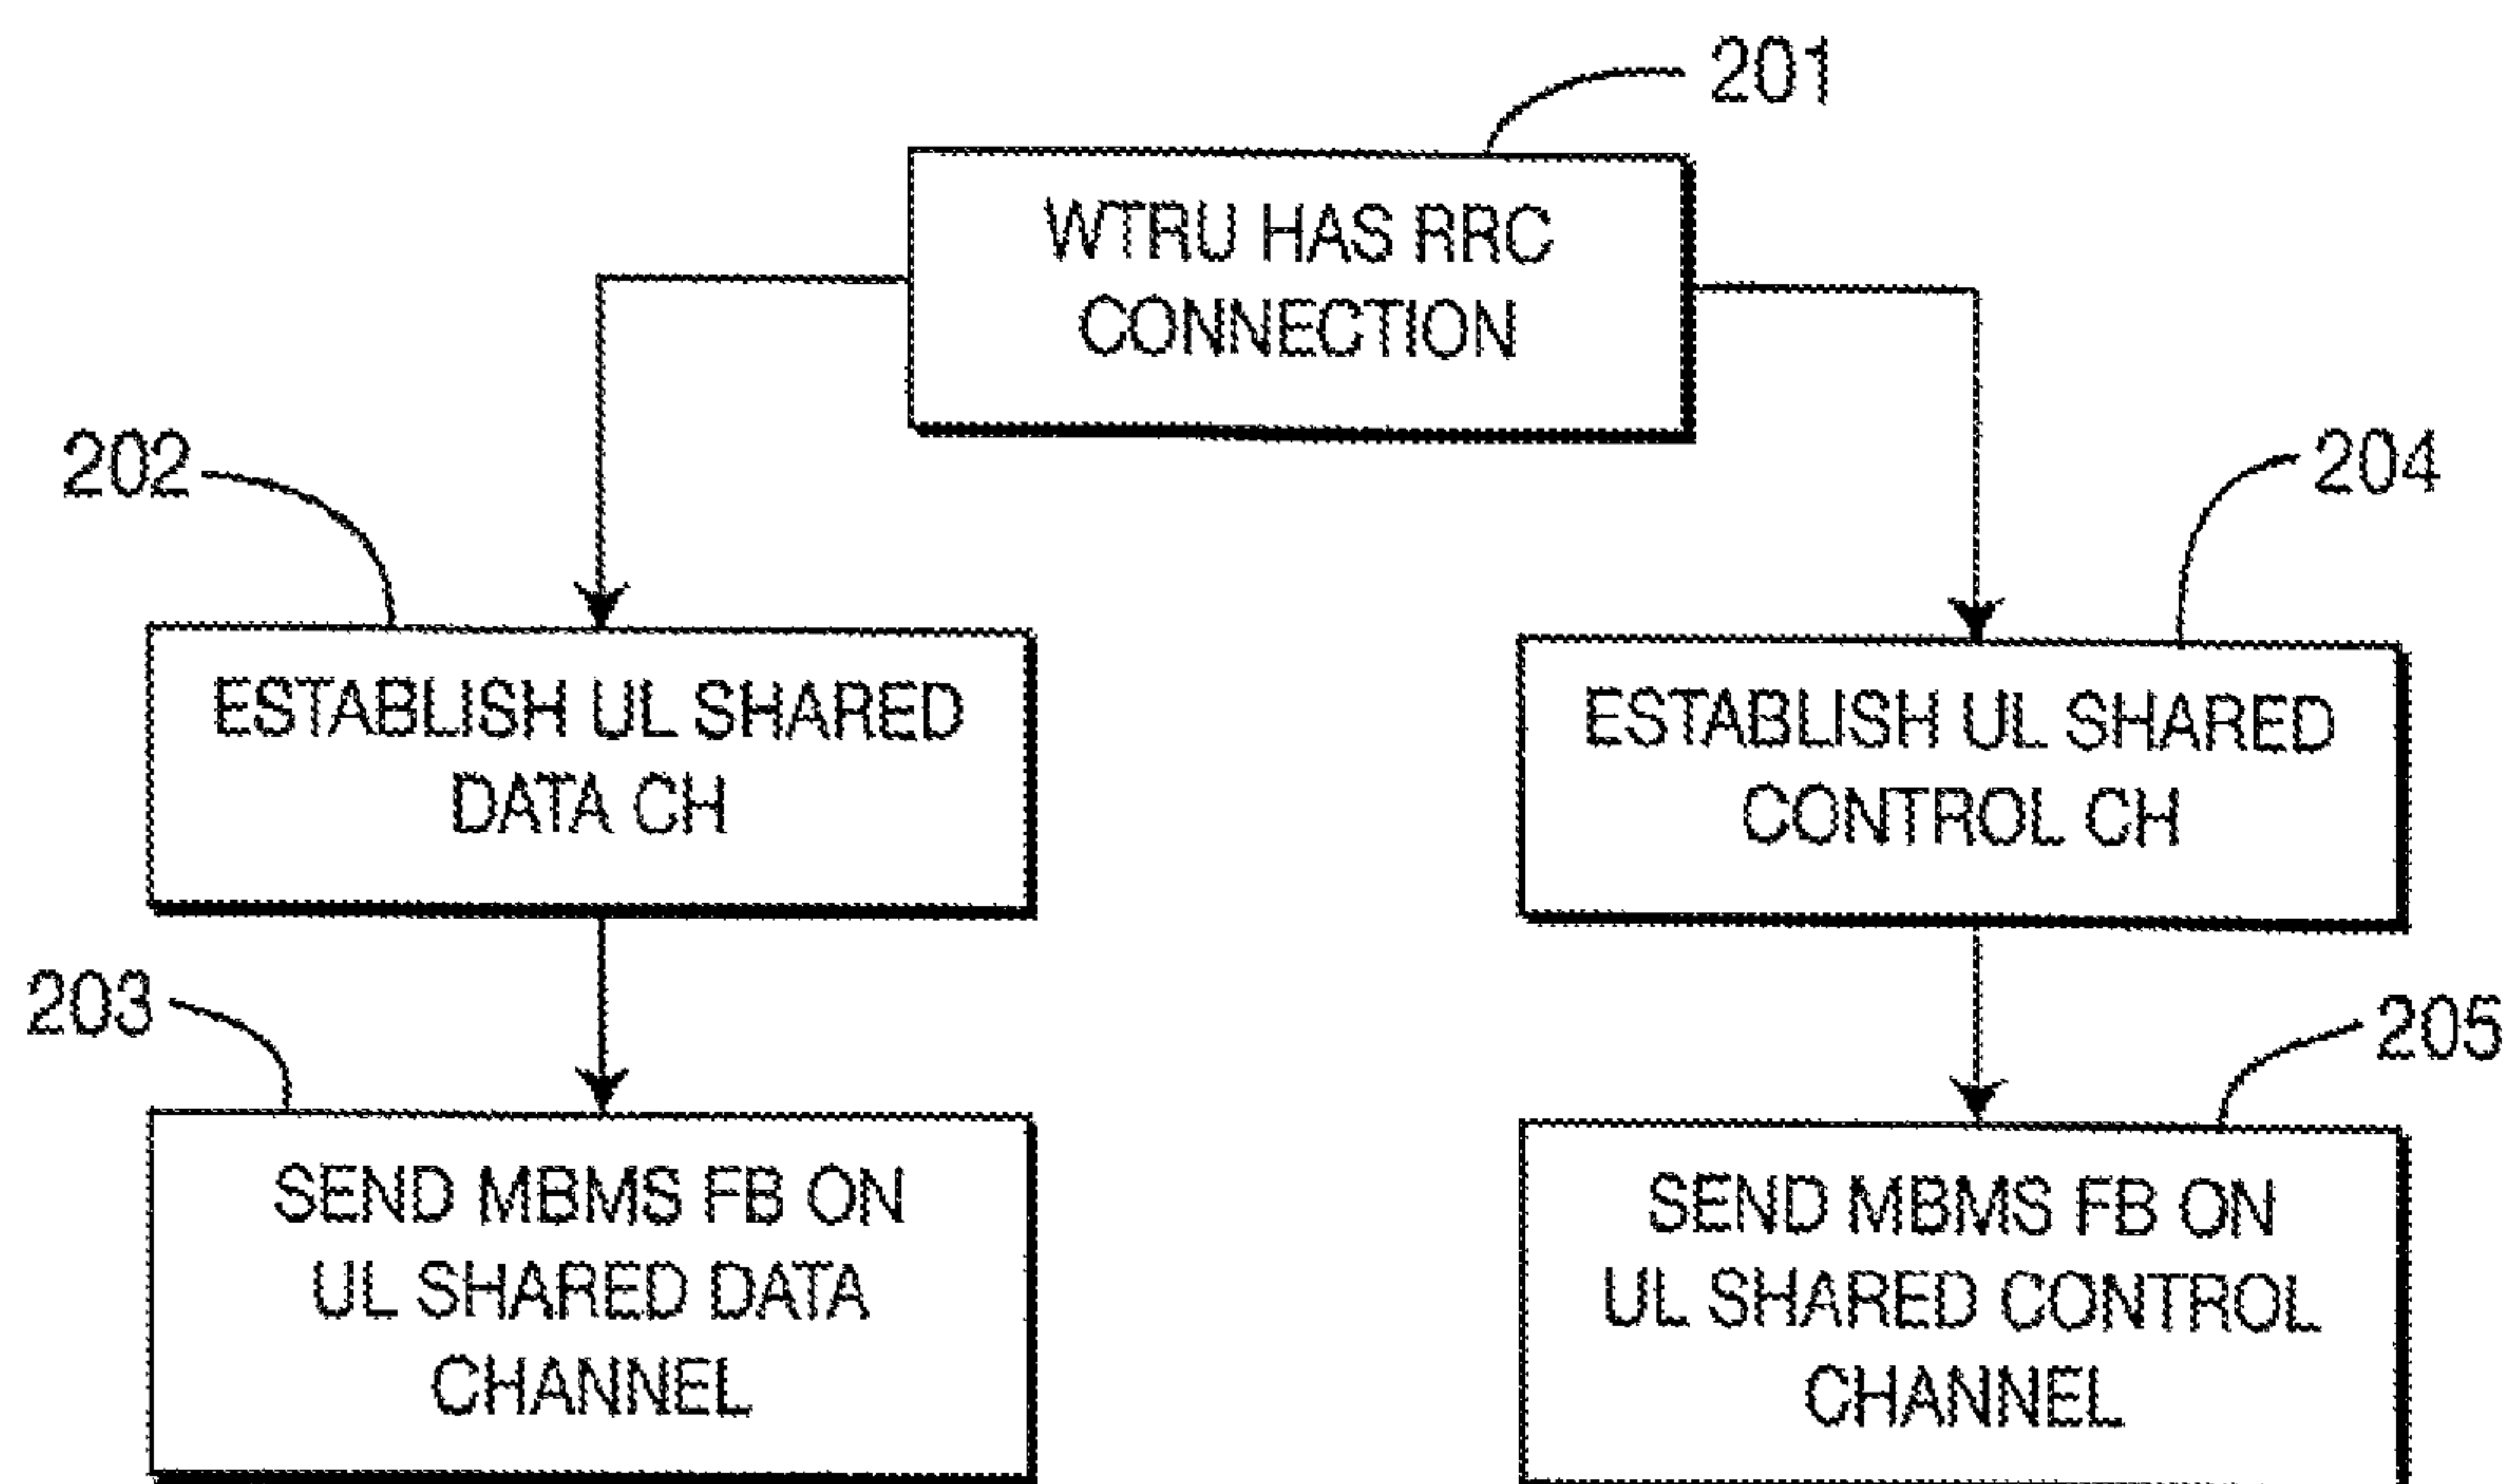 201
WTRU HAS RRC
CONNECTION
202
204
ESTABLISH UL SHARED
DATA CH
ESTABLISH UL SHARED
CONTROL CH
203
205
SEND MBMS FB ON
UL SHARED DATA
CHANNEL
SEND MBMS FB ON
UL SHARED CONTROL
CHANNEL